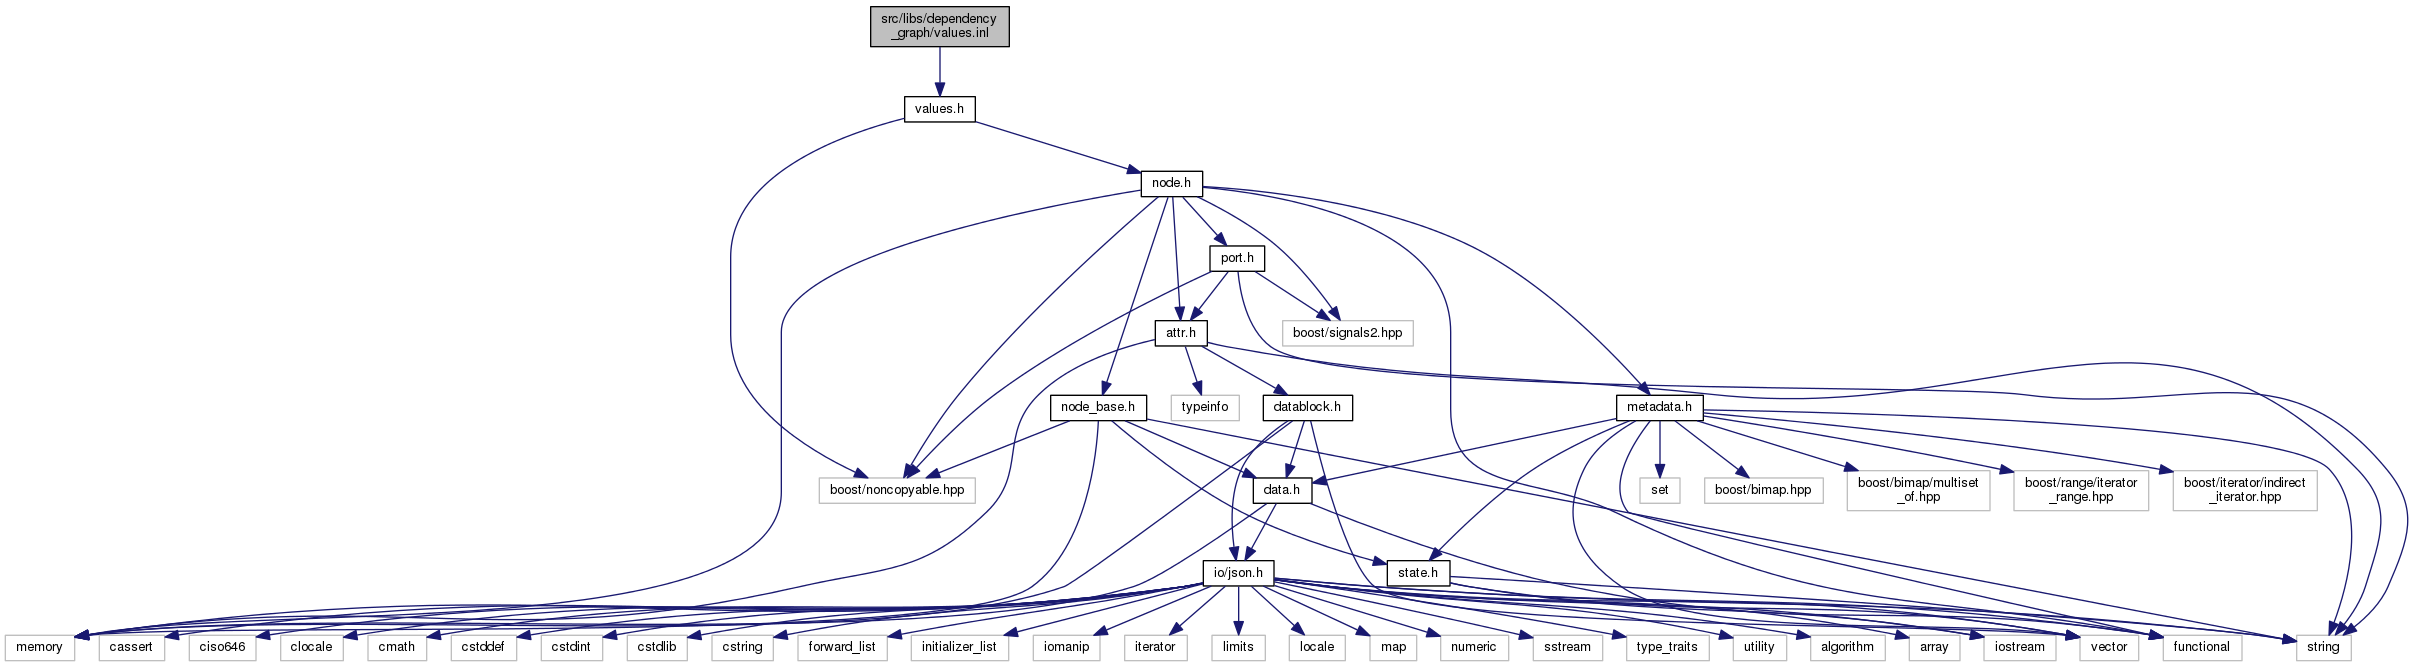 src/libs/dependency
_graph/values.inl
values.h
node.h
port.h
attr.h
boost/signals2.hpp
node_base.h
typeinfo
datablock.h
metadata.h
boost/noncopyable.hpp
data.h
set
boost/bimap.hpp
boost/bimap/multiset
_of.hpp
boost/range/iterator
_range.hpp
boost/iterator/indirect
_iterator.hpp
io/json.h
state.h
memory
cassert
ciso646
clocale
cmath
cstddef
cstdint
cstdlib
cstring
forward_list
initializer_list
iomanip
iterator
limits
locale
map
numeric
sstream
type_traits
utility
algorithm
array
iostream
vector
functional
string